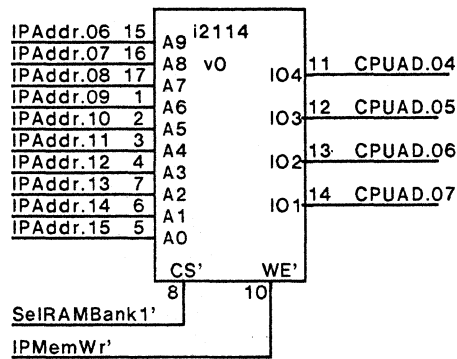 IPAddr.06 15 A9 i2114
IPAddr.07 16 A8 v0
IPAddr.08 17 A7 IO4 11 CPUAD.04
IPAddr.09 1 A6
IPAddr.10 2 A5 IO3 12 CPUAD.05
IPAddr.11 3 A4
IPAddr.12 4 A3 IO2 13 CPUAD.06
IPAddr.13 7 A2
IPAddr.14 6 A1 IO1 14 CPUAD.07
IPAddr.15 5 A0
CS' WE'
8 10
SelRAMBank1'
IPMemWr'